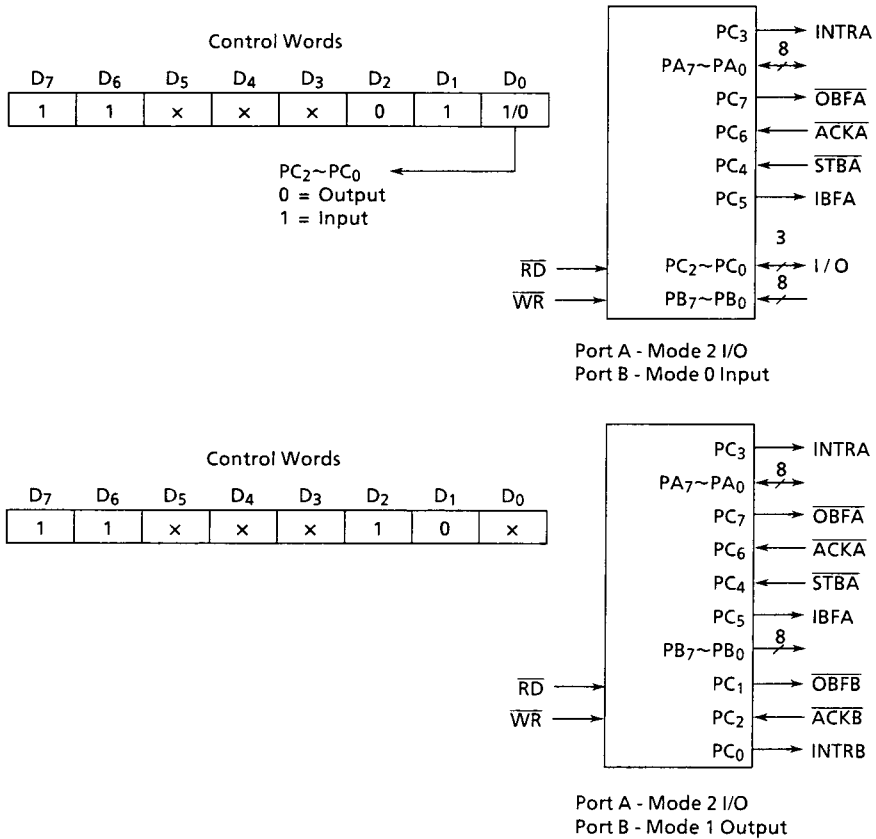 Control Words
D7 D6 D5 D4 D3 D2 D1 D0
1 1 × × × 0 1 1/0
PC2~PC0
0 = Output
1 = Input
RD
WR
PC3 INTRA
8
PA7~PA0
PC7 OBFA
PC6 ACKA
PC4 STBA
PC5 IBFA
3
PC2~PC0 I/O
8
PB7~PB0
Port A - Mode 2 I/O
Port B - Mode 0 Input
Control Words
D7 D6 D5 D4 D3 D2 D1 D0
1 1 × × × 1 0 ×
RD
WR
PC3 INTRA
8
PA7~PA0
PC7 OBFA
PC6 ACKA
PC4 STBA
PC5 IBFA
8
PB7~PB0
PC1 OBFB
PC2 ACKB
PC0 INTRB
Port A - Mode 2 I/O
Port B - Mode 1 Output